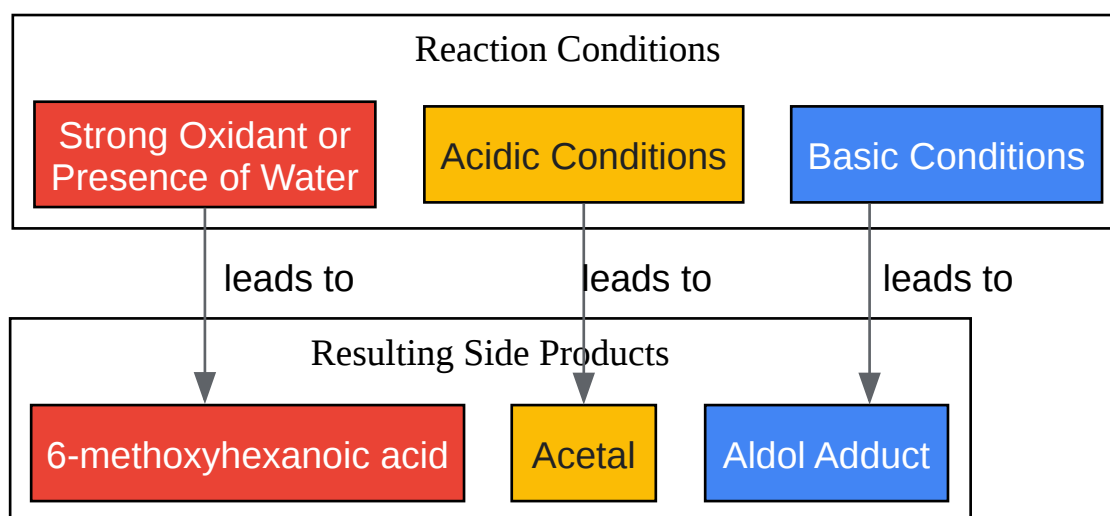 Reaction Conditions
Strong Oxidant or
Presence of Water
Acidic Conditions
Basic Conditions
leads to
leads to
leads to
Resulting Side Products
6-methoxyhexanoic acid
Acetal
Aldol Adduct